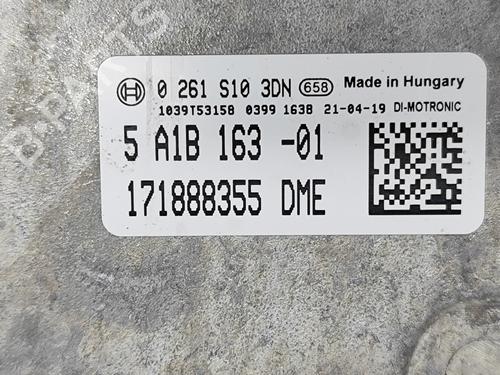 0 261 S10 3DN 658 Made in Hungary
1039T53158 0399 1638 21-04-19 DI-MOTRONIC
5 A1B 163 -01
171888355 DME
B PARTS